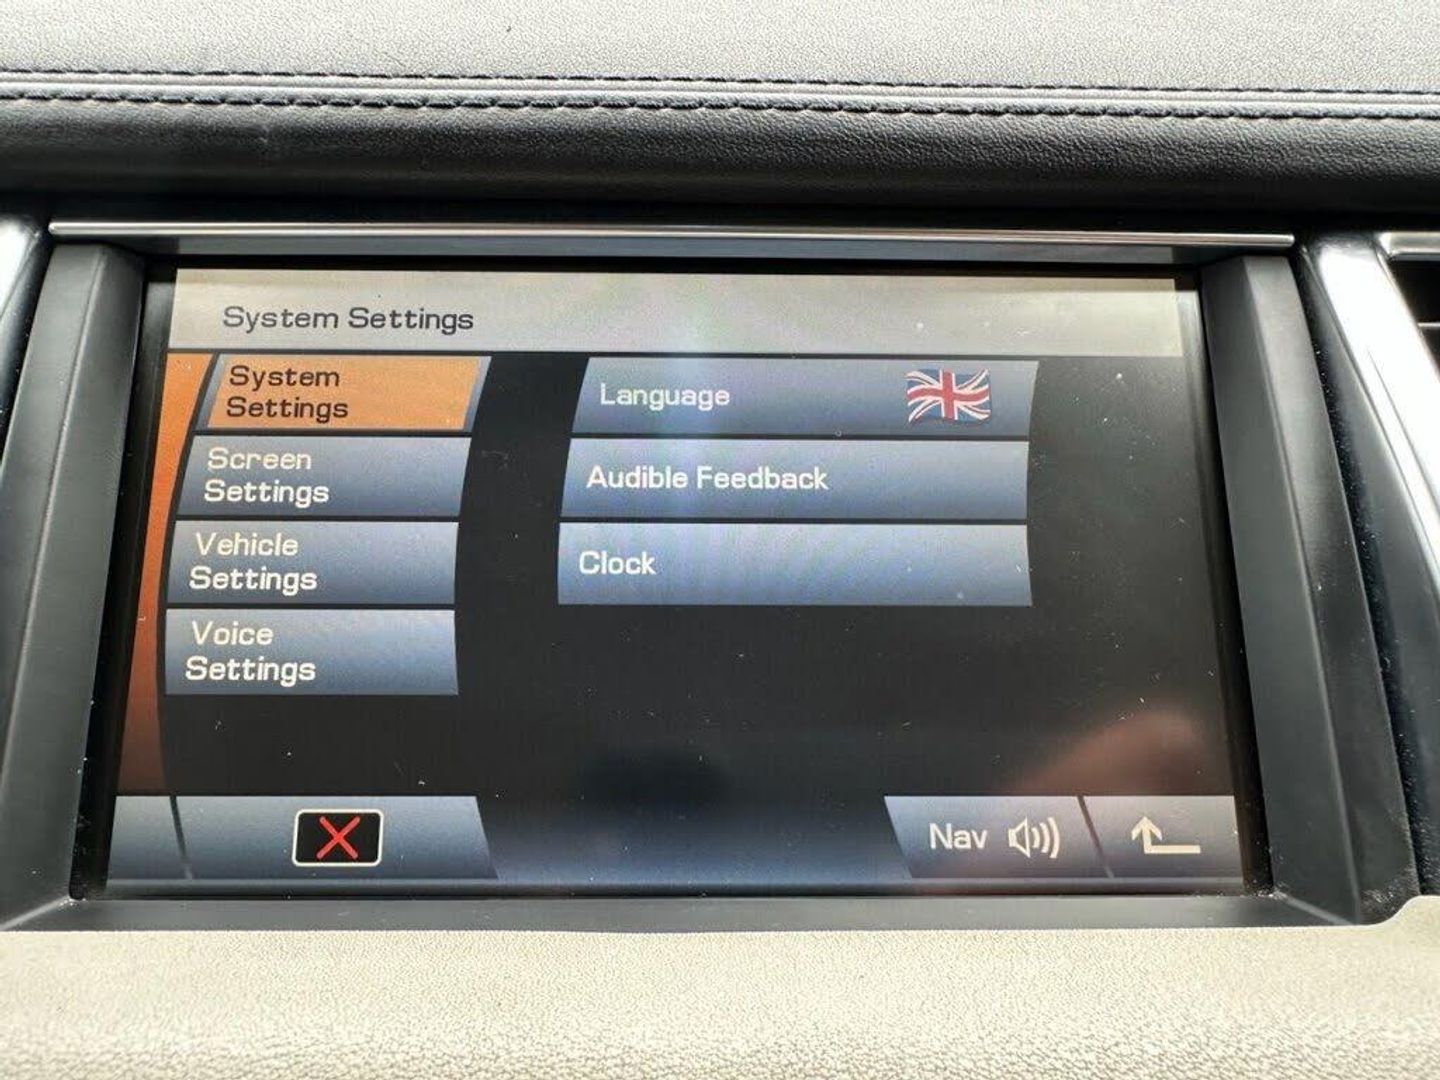 System Settings
System
Settings
Screen
Settings
Vehicle
Settings
Voice
Settings
Language
Audible Feedback
Clock
Nav